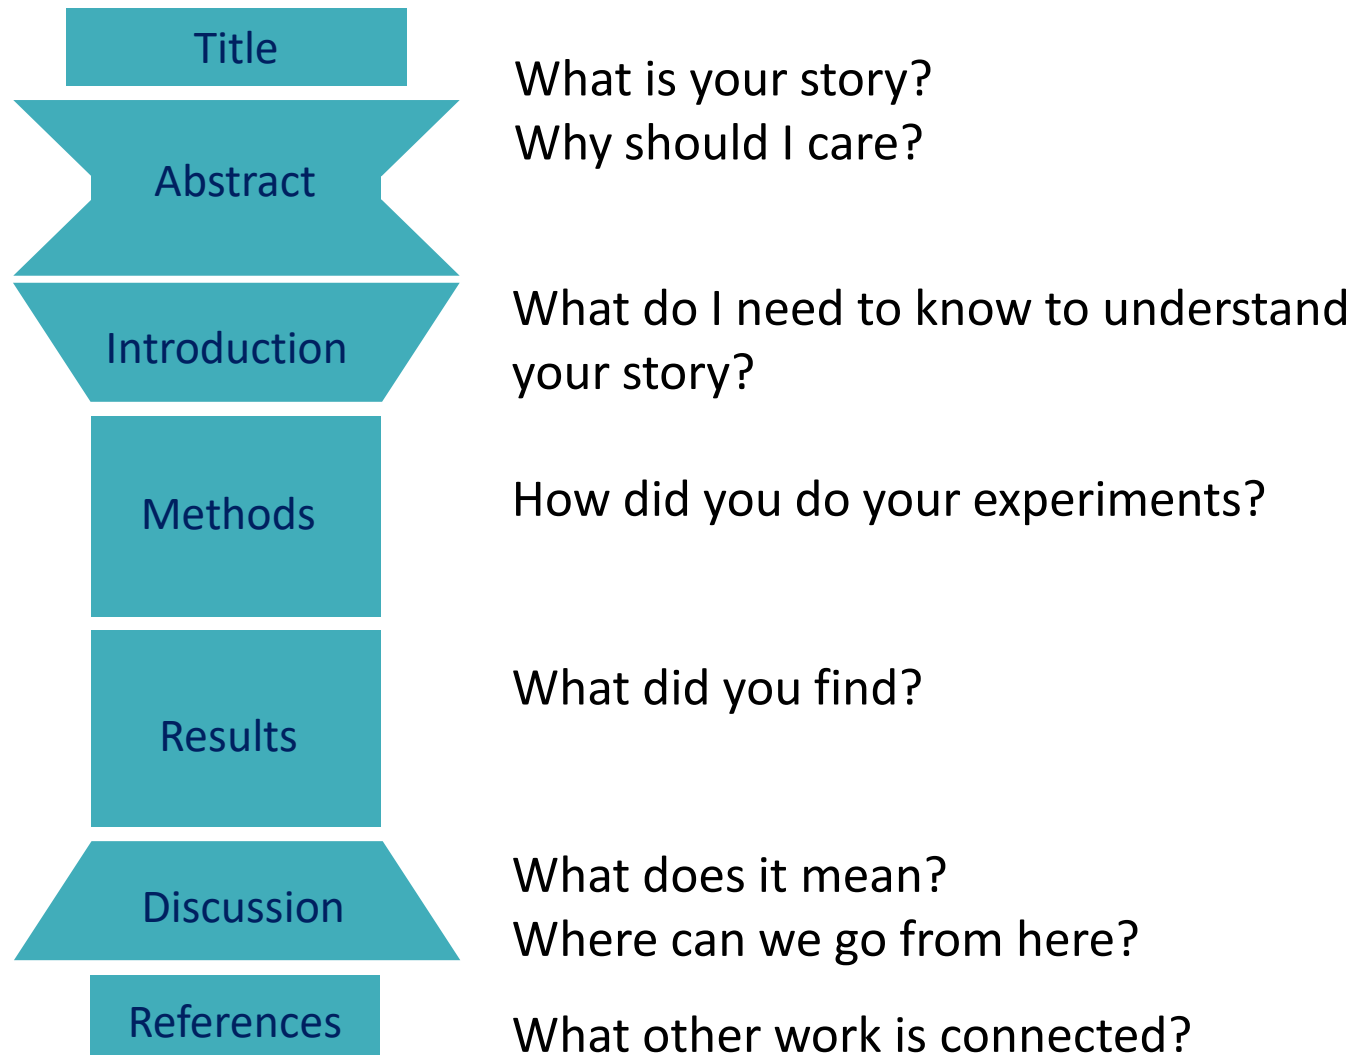 Title
What is your story?
Why should I care?
Abstract
What do I need to know to understand
your story?
Introduction
How did you do your experiments?
Methods
What did you find?
Results
What does it mean?
Where can we go from here?
Discussion
What other work is connected?
References